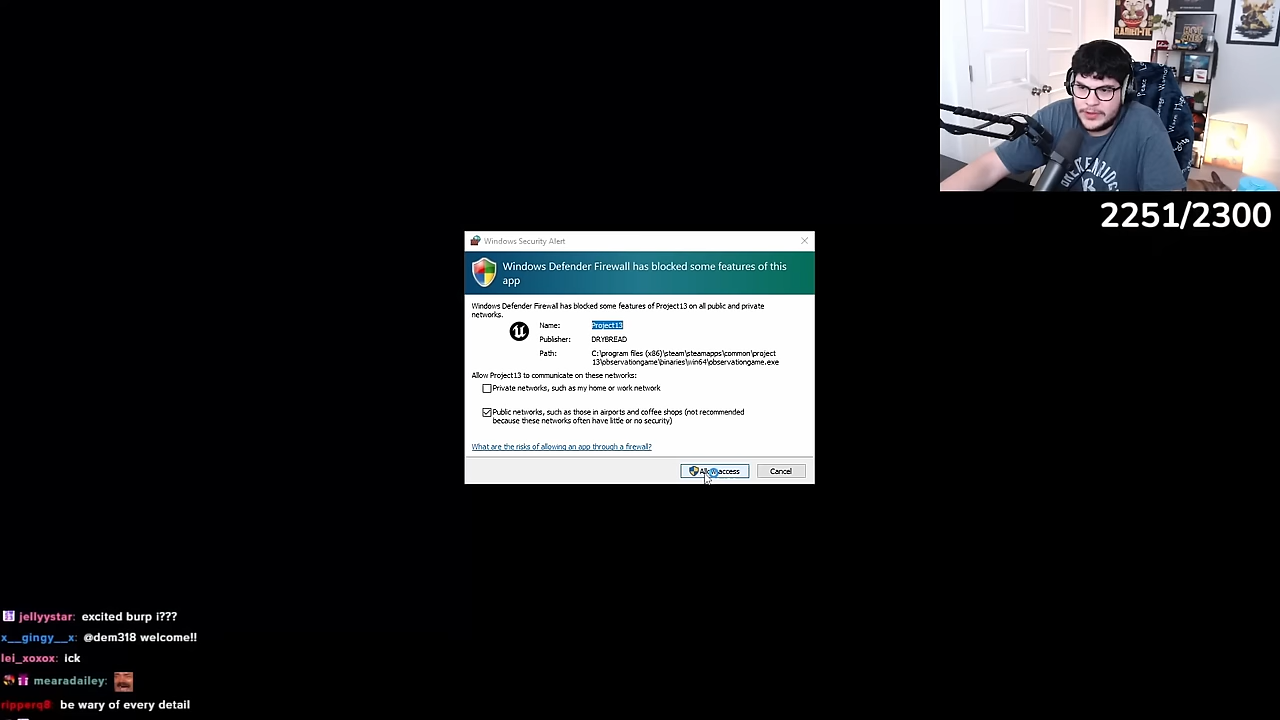 2251/2300
Windows Security Alert
Windows Defender Firewall has blocked some features of this
app
Windows Defender Firewall has blocked some features of Project13 on all public and private
networks.
Name: Project13
Publisher: DRYBREAD
Path: C:\program files (x86)\steam\steamapps\common\project
13\observationgame\binaries\win64\observationgame.exe
Allow Project13 to communicate on these networks:
Private networks, such as my home or work network
Public networks, such as those in airports and coffee shops (not recommended
because these networks often have little or no security)
What are the risks of allowing an app through a firewall?
Allow access Cancel
jellyystar: excited burp i???
x__gingy__x: @dem318 welcome!!
lei_xoxox: ick
mearadailey:
ripperq8: be wary of every detail